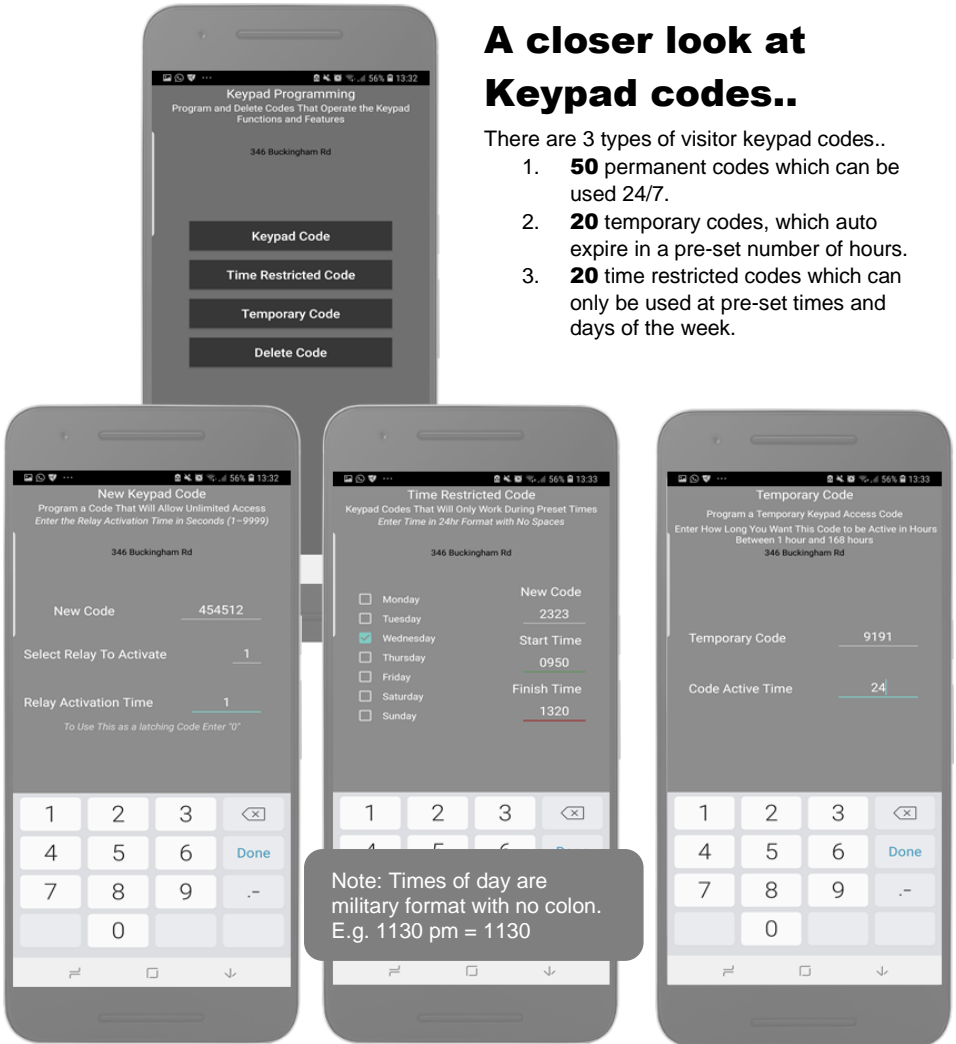 A closer look at
Keypad codes..
There are 3 types of visitor keypad codes..
1. 50 permanent codes which can be
used 24/7.
2. 20 temporary codes, which auto
expire in a pre-set number of hours.
3. 20 time restricted codes which can
only be used at pre-set times and
days of the week.
56% 13:32
Keypad Programming
Program and Delete Codes That Operate the Keypad
Functions and Features
346 Buckingham Rd
Keypad Code
Time Restricted Code
Temporary Code
Delete Code
56% 13:32
New Keypad Code
Program a Code That Will Allow Unlimited Access
Enter the Relay Activation Time in Seconds (1-9999)
346 Buckingham Rd
New Code 454512
Select Relay To Activate 1
Relay Activation Time 1
To Use This as a latching Code Enter "0"
1 2 3
4 5 6 Done
7 8 9 .-
0
56% 13:33
Time Restricted Code
Keypad Codes That Will Only Work During Preset Times
Enter Time in 24hr Format with No Spaces
346 Buckingham Rd
Monday
Tuesday
Wednesday
Thursday
Friday
Saturday
Sunday
New Code
2323
Start Time
0950
Finish Time
1320
1 2 3
Note: Times of day are
military format with no colon.
E.g. 1130 pm = 1130
56% 13:33
Temporary Code
Program a Temporary Keypad Access Code
Enter How Long You Want This Code to be Active in Hours
Between 1 hour and 168 hours
346 Buckingham Rd
Temporary Code 9191
Code Active Time 24
1 2 3
4 5 6 Done
7 8 9 .-
0